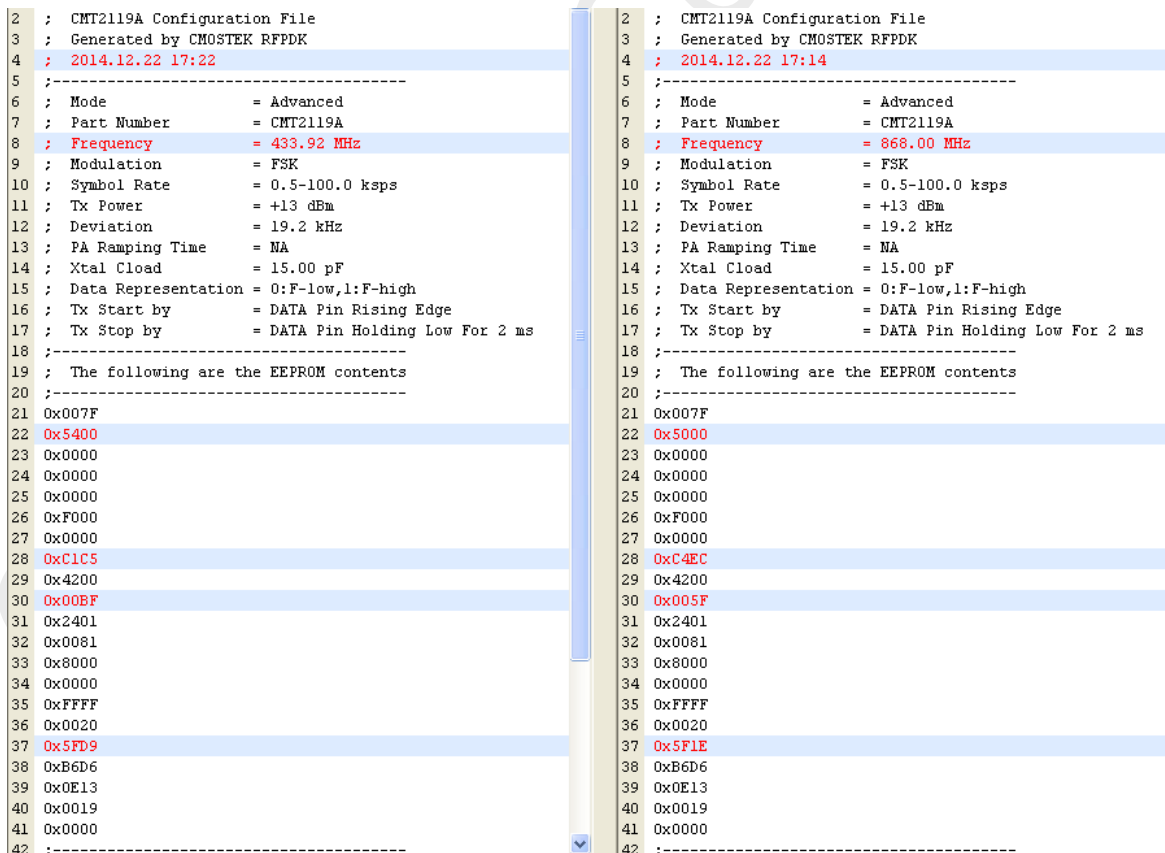 2 ; CMT2119A Configuration File
3 ; Generated by CMOSTEK RFPDK
4 ; 2014.12.22 17:22
5 ;---------------------------------------
6 ; Mode = Advanced
7 ; Part Number = CMT2119A
8 ; Frequency = 433.92 MHz
9 ; Modulation = FSK
10 ; Symbol Rate = 0.5-100.0 ksps
11 ; Tx Power = +13 dBm
12 ; Deviation = 19.2 kHz
13 ; PA Ramping Time = NA
14 ; Xtal Cload = 15.00 pF
15 ; Data Representation = 0:F-low,1:F-high
16 ; Tx Start by = DATA Pin Rising Edge
17 ; Tx Stop by = DATA Pin Holding Low For 2 ms
18 ;---------------------------------------
19 ; The following are the EEPROM contents
20 ;---------------------------------------
21 0x007F
22 0x5400
23 0x0000
24 0x0000
25 0x0000
26 0xF000
27 0x0000
28 0xC1C5
29 0x4200
30 0x00BF
31 0x2401
32 0x0081
33 0x8000
34 0x0000
35 0xFFFF
36 0x0020
37 0x5FD9
38 0xB6D6
39 0x0E13
40 0x0019
41 0x0000
42 ;---------------------------------------
2 ; CMT2119A Configuration File
3 ; Generated by CMOSTEK RFPDK
4 ; 2014.12.22 17:14
5 ;---------------------------------------
6 ; Mode = Advanced
7 ; Part Number = CMT2119A
8 ; Frequency = 868.00 MHz
9 ; Modulation = FSK
10 ; Symbol Rate = 0.5-100.0 ksps
11 ; Tx Power = +13 dBm
12 ; Deviation = 19.2 kHz
13 ; PA Ramping Time = NA
14 ; Xtal Cload = 15.00 pF
15 ; Data Representation = 0:F-low,1:F-high
16 ; Tx Start by = DATA Pin Rising Edge
17 ; Tx Stop by = DATA Pin Holding Low For 2 ms
18 ;---------------------------------------
19 ; The following are the EEPROM contents
20 ;---------------------------------------
21 0x007F
22 0x5000
23 0x0000
24 0x0000
25 0x0000
26 0xF000
27 0x0000
28 0xC4EC
29 0x4200
30 0x005F
31 0x2401
32 0x0081
33 0x8000
34 0x0000
35 0xFFFF
36 0x0020
37 0x5F1E
38 0xB6D6
39 0x0E13
40 0x0019
41 0x0000
42 ;---------------------------------------